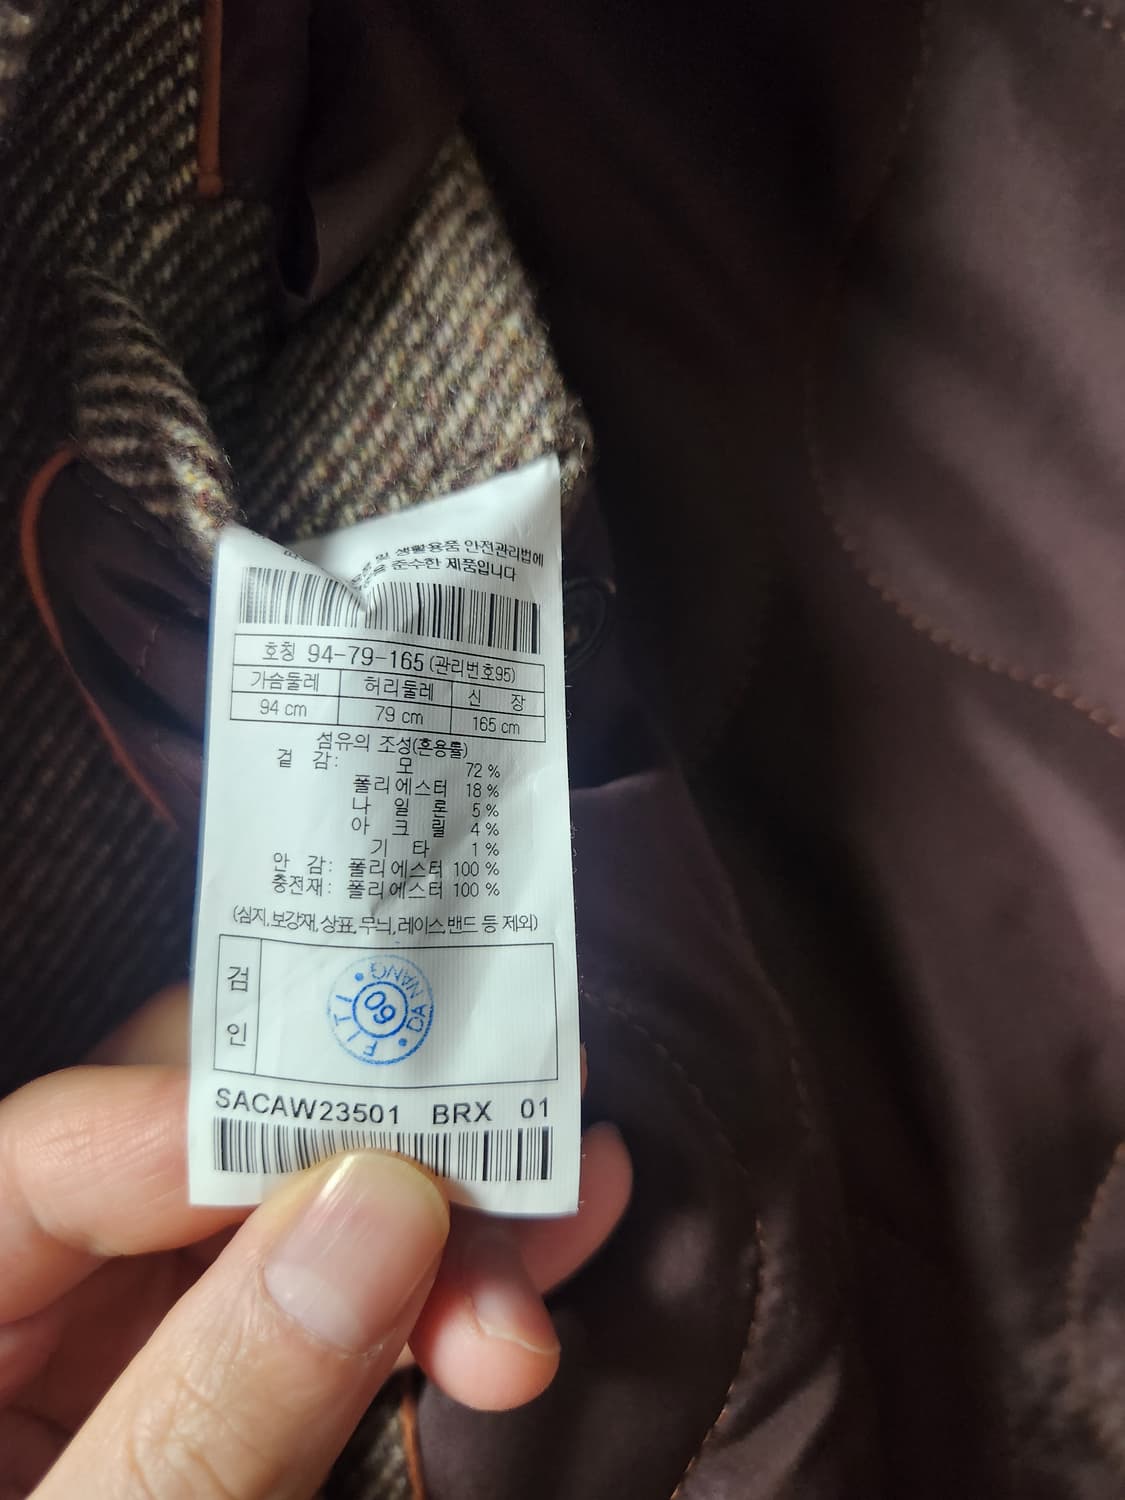 및 생활용품 안전관리법에
준수한 제품입니다
호칭 94-79-165 (관리번호95)
가슴둘레 허리둘레 신 장
94 cm 79 cm 165 cm
섬유의 조성(혼용률)
겉 감: 모 72 %
폴리에스터 18 %
나 일 론 5 %
아 크 릴 4 %
기 타 1 %
안 감: 폴리에스터 100 %
충전재: 폴리에스터 100 %
(심지,보강재,상표,무늬,레이스,밴드 등 제외)
검인
FITI DA NANG
60
SACAW23501 BRX 01